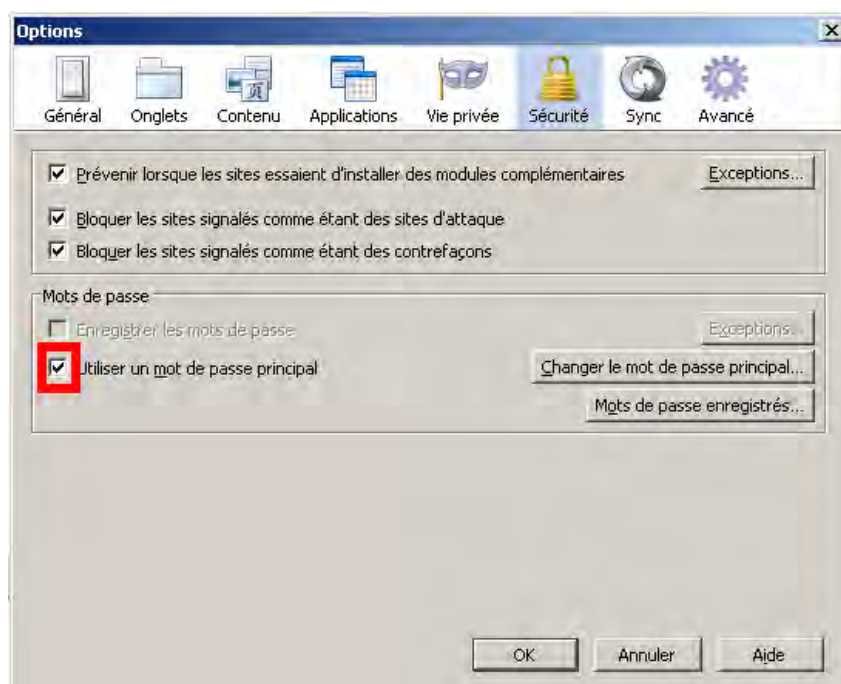 Options
Général Onglets Contenu Applications Vie privée Sécurité Sync Avancé
Prévenir lorsque les sites essaient d'installer des modules complémentaires Exceptions...
Bloquer les sites signalés comme étant des sites d'attaque
Bloquer les sites signalés comme étant des contrefaçons
Mots de passe
Enregistrer les mots de passe Exceptions...
Utiliser un mot de passe principal Changer le mot de passe principal...
Mots de passe enregistrés...
OK Annuler Aide